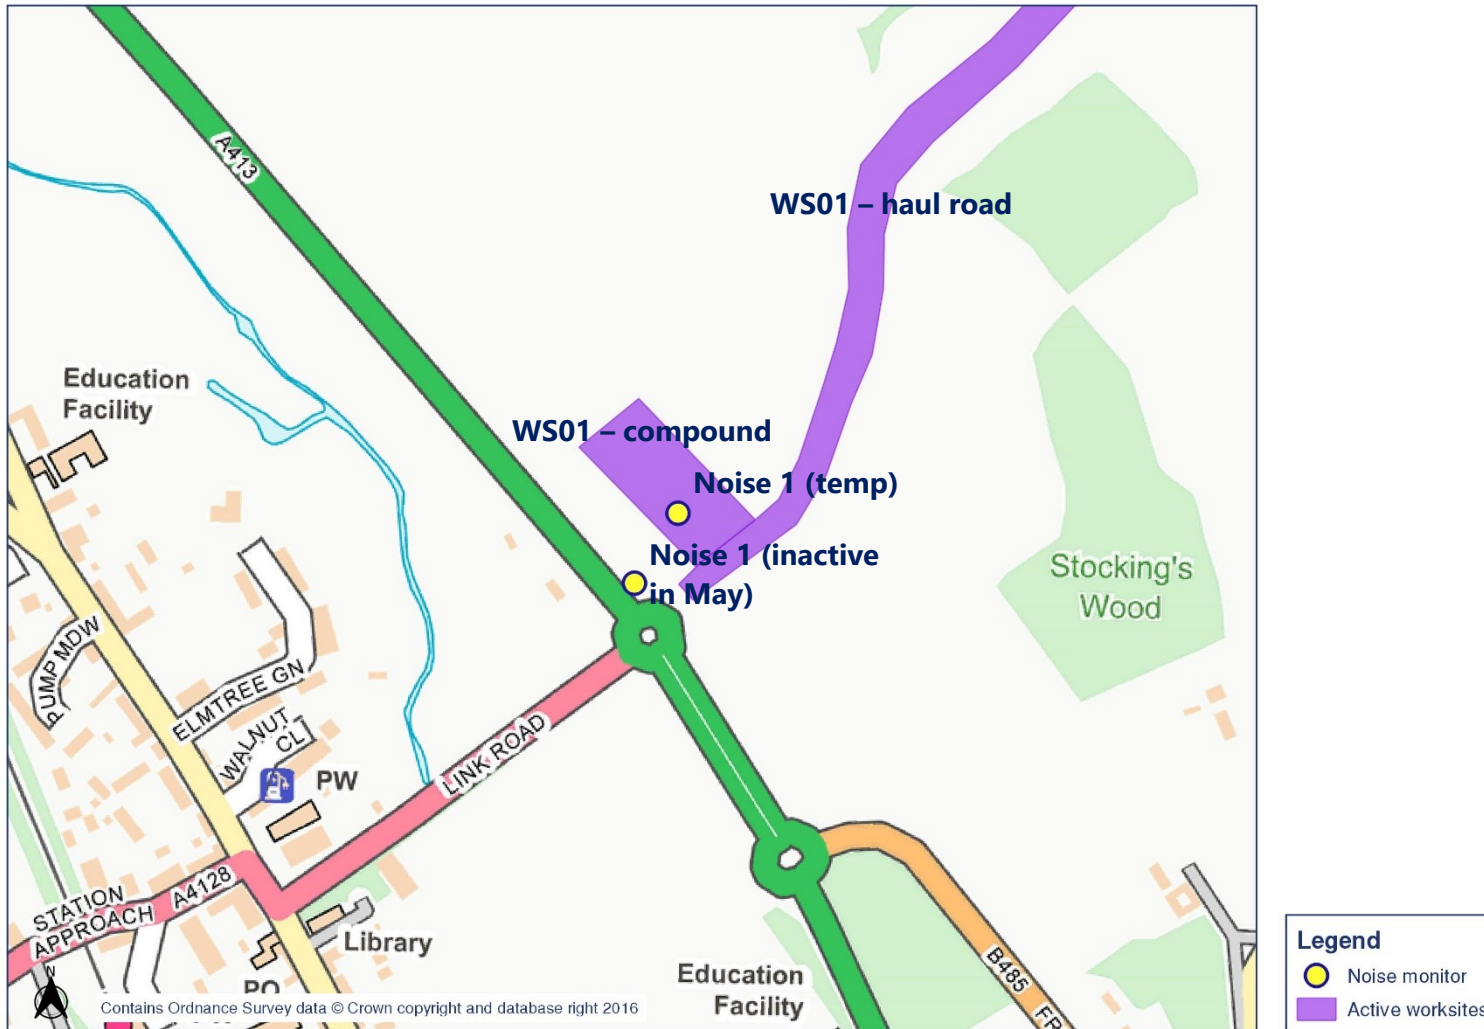 A413
WS01 – haul road
Education
Facility
WS01 – compound
Noise 1 (temp)
Noise 1 (inactive
in May)
Stocking's
Wood
PUMP MDW
ELMTREE GN
WALNUT
CL
PW
LINK ROAD
STATION
APPROACH
A4128
Library
PO
Education
Facility
B485
FR
N
Contains Ordnance Survey data © Crown copyright and database right 2016
Legend
Noise monitor
Active worksites